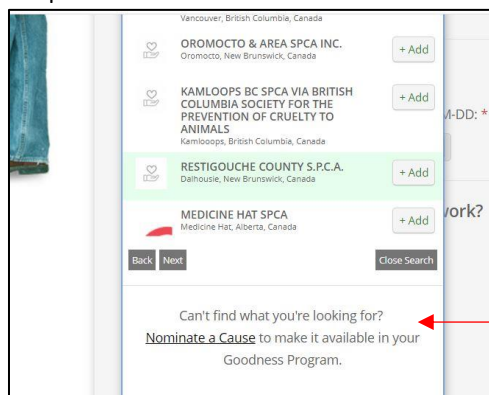 Vancouver, British Columbia, Canada
OROMOCTO & AREA SPCA INC.
+ Add
Oromocto, New Brunswick, Canada
KAMLOOPS BC SPCA VIA BRITISH
+ Add
COLUMBIA SOCIETY FOR THE
PREVENTION OF CRUELTY TO
M-DD: *
ANIMALS
Kamlooops, British Columbia, Canada
RESTIGOUCHE COUNTY S.P.C.A.
+ Add
Dalhousie, New Brunswick, Canada
MEDICINE HAT SPCA
+ Add
work?
Medicine Hat, Alberta, Canada
Back Next Close Search
Can't find what you're looking for?
Nominate a Cause to make it available in your
Goodness Program.